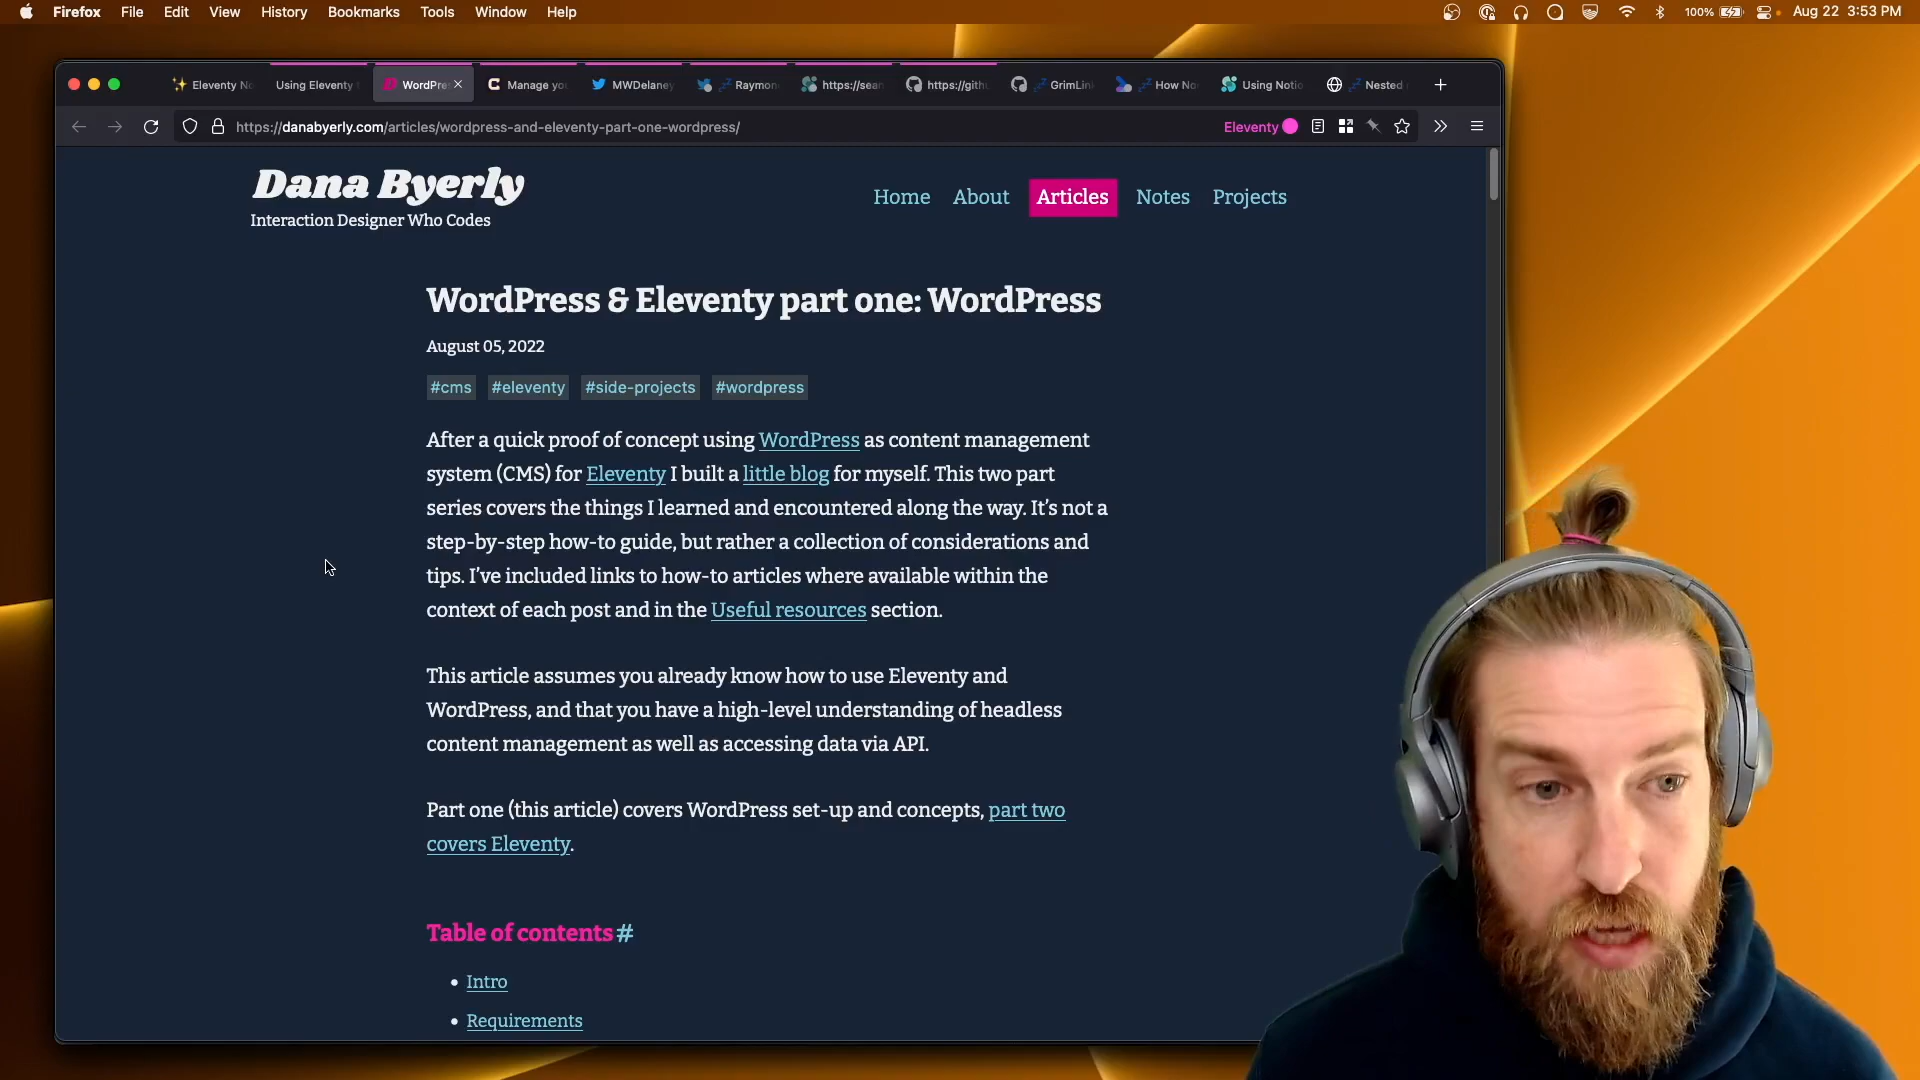 Firefox File Edit View History Bookmarks Tools Window Help
100% Aug 22 3:53 PM
Eleventy No
Using Eleventy
WordPre
Manage yo
MWDelaney
Raymon
https://sear
https://gith
GrimLin
How No
Using Notio
Nested
https://danabyerly.com/articles/wordpress-and-eleventy-part-one-wordpress/
Eleventy
Dana Byerly
Interaction Designer Who Codes
Home About Articles Notes Projects
WordPress & Eleventy part one: WordPress
August 05, 2022
#cms #eleventy #side-projects #wordpress
After a quick proof of concept using WordPress as content management
system (CMS) for Eleventy I built a little blog for myself. This two part
series covers the things I learned and encountered along the way. It’s not a
step-by-step how-to guide, but rather a collection of considerations and
tips. I’ve included links to how-to articles where available within the
context of each post and in the Useful resources section.
This article assumes you already know how to use Eleventy and
WordPress, and that you have a high-level understanding of headless
content management as well as accessing data via API.
Part one (this article) covers WordPress set-up and concepts, part two
covers Eleventy.
Table of contents #
• Intro
• Requirements